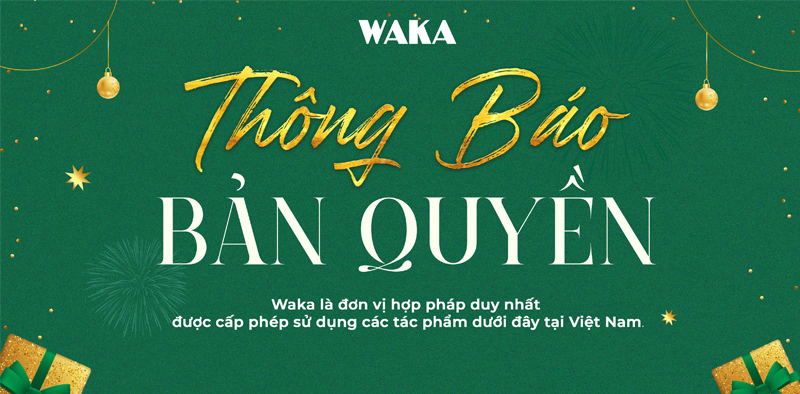 WAKA
Thông Báo
BẢN QUYỀN
Waka là đơn vị hợp pháp duy nhất
được cấp phép sử dụng các tác phẩm dưới đây tại Việt Nam.